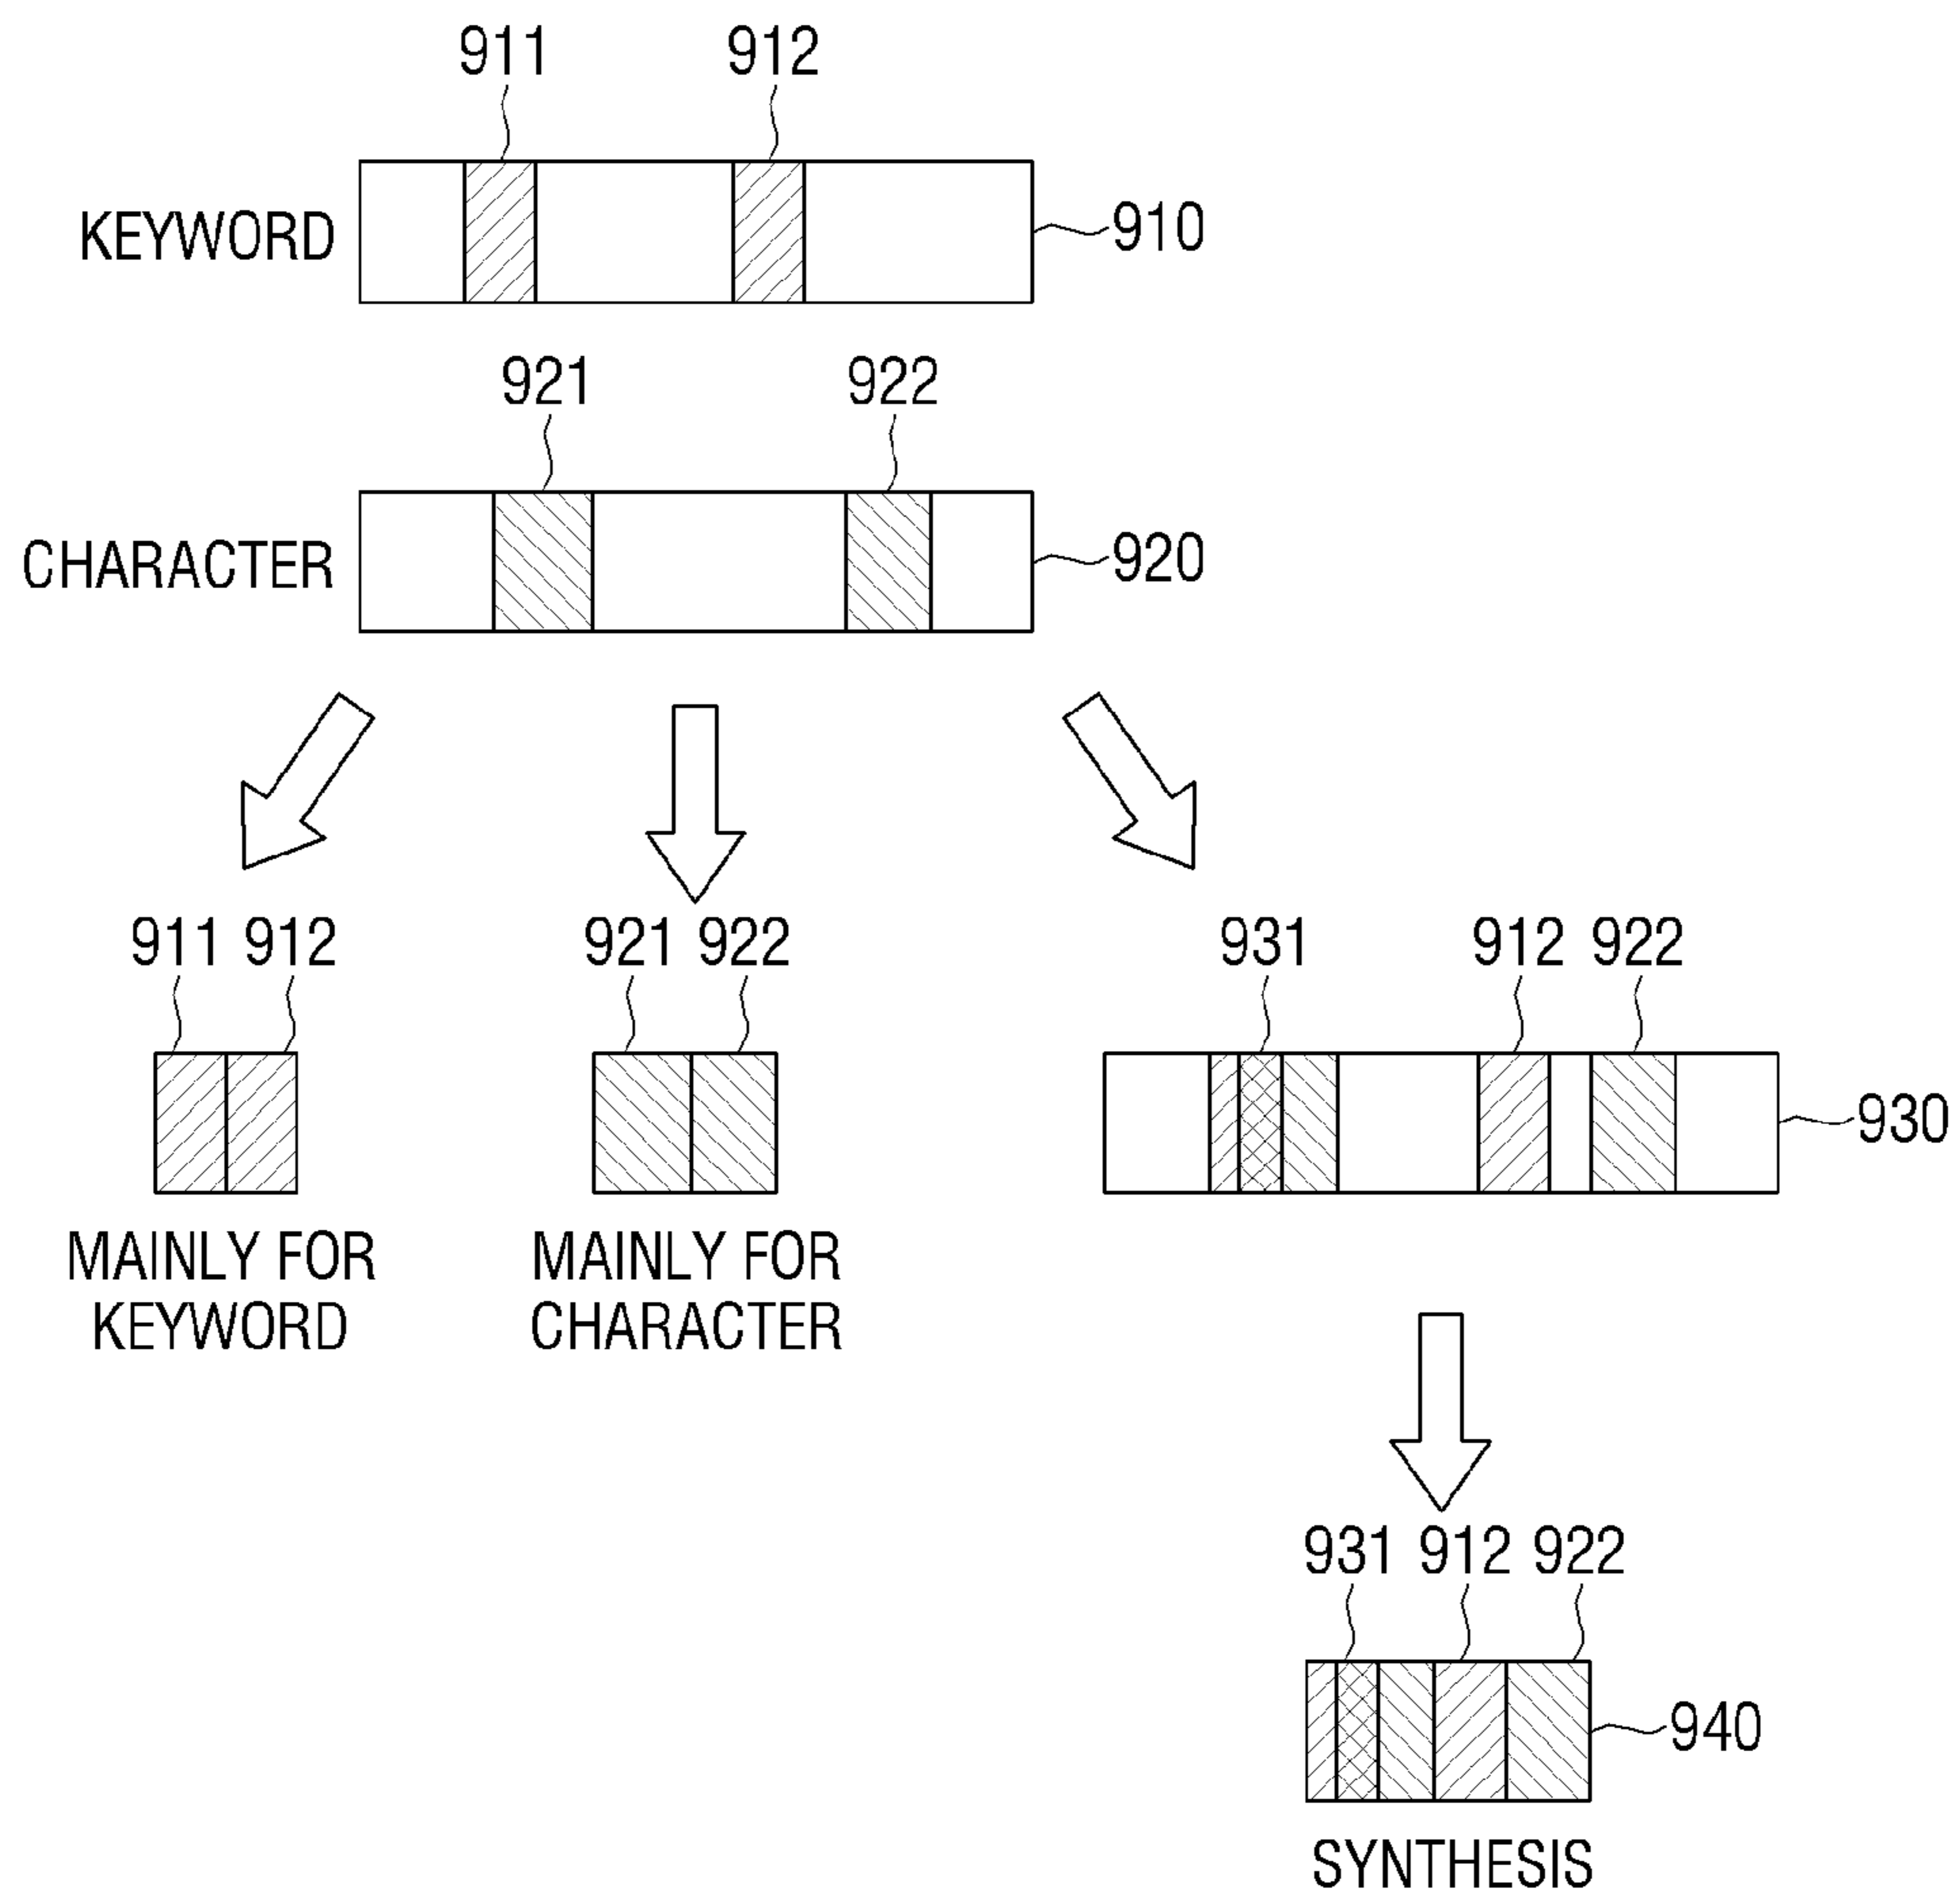 911 912
KEYWORD 910
921 922
CHARACTER 920
911 912 921 922 931 912 922
930
MAINLY FOR
KEYWORD
MAINLY FOR
CHARACTER
931 912 922
940
SYNTHESIS